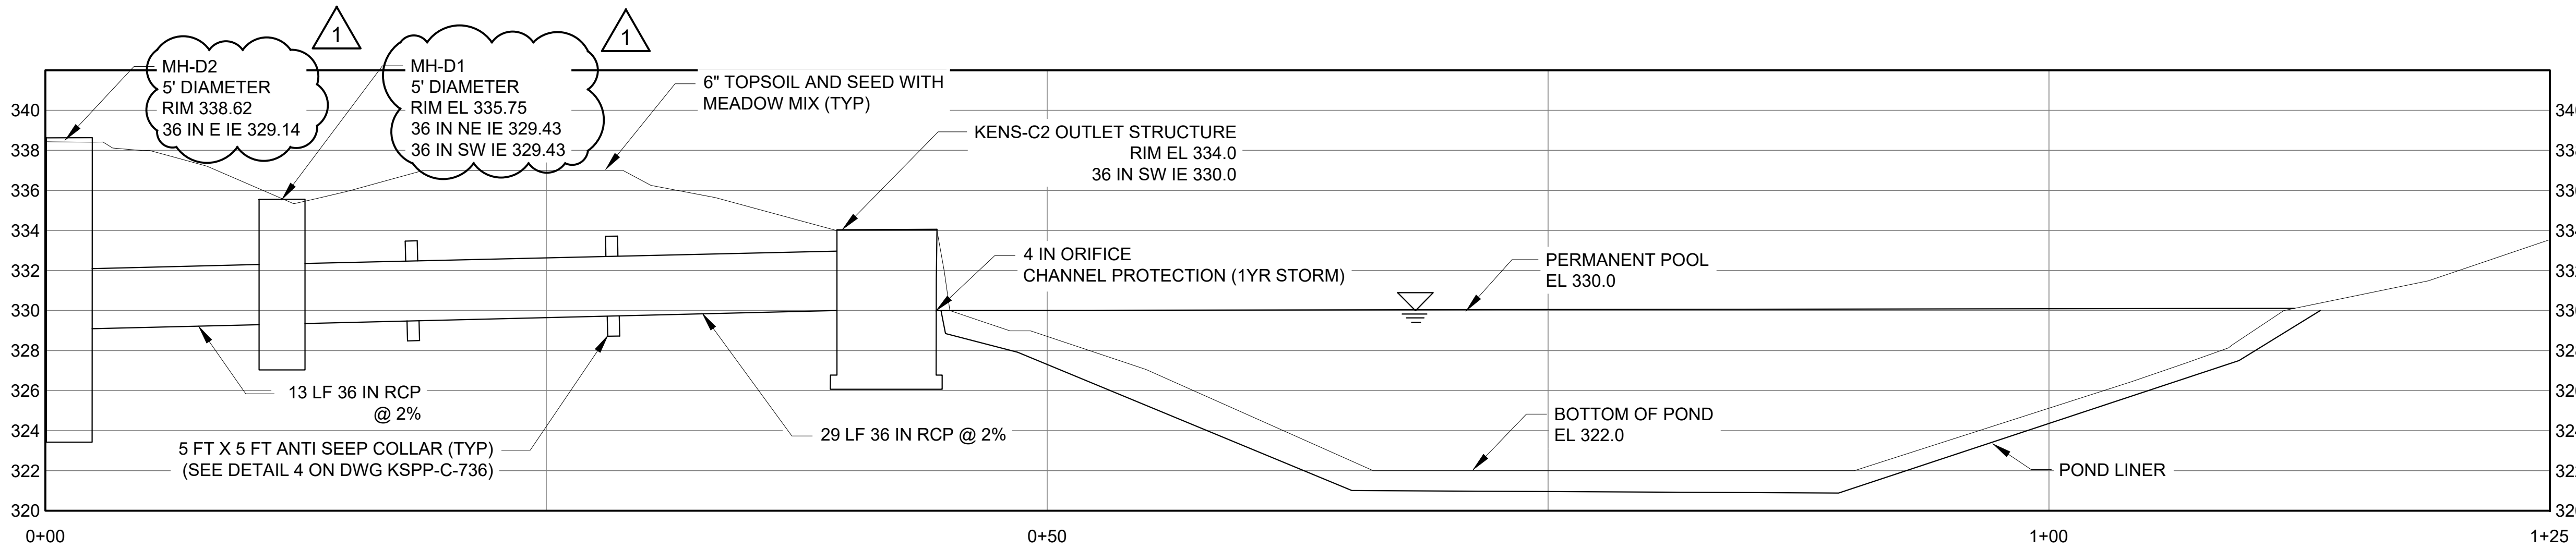 1
1
MH-D2
5' DIAMETER
RIM 338.62
36 IN E IE 329.14
MH-D1
5' DIAMETER
RIM EL 335.75
36 IN NE IE 329.43
36 IN SW IE 329.43
6" TOPSOIL AND SEED WITH
MEADOW MIX (TYP)
KENS-C2 OUTLET STRUCTURE
RIM EL 334.0
36 IN SW IE 330.0
4 IN ORIFICE
CHANNEL PROTECTION (1YR STORM)
PERMANENT POOL
EL 330.0
13 LF 36 IN RCP
@ 2%
5 FT X 5 FT ANTI SEEP COLLAR (TYP)
(SEE DETAIL 4 ON DWG KSPP-C-736)
29 LF 36 IN RCP @ 2%
BOTTOM OF POND
EL 322.0
POND LINER
340
338
336
334
332
330
328
326
324
322
320
0+00
0+50
1+00
1+25